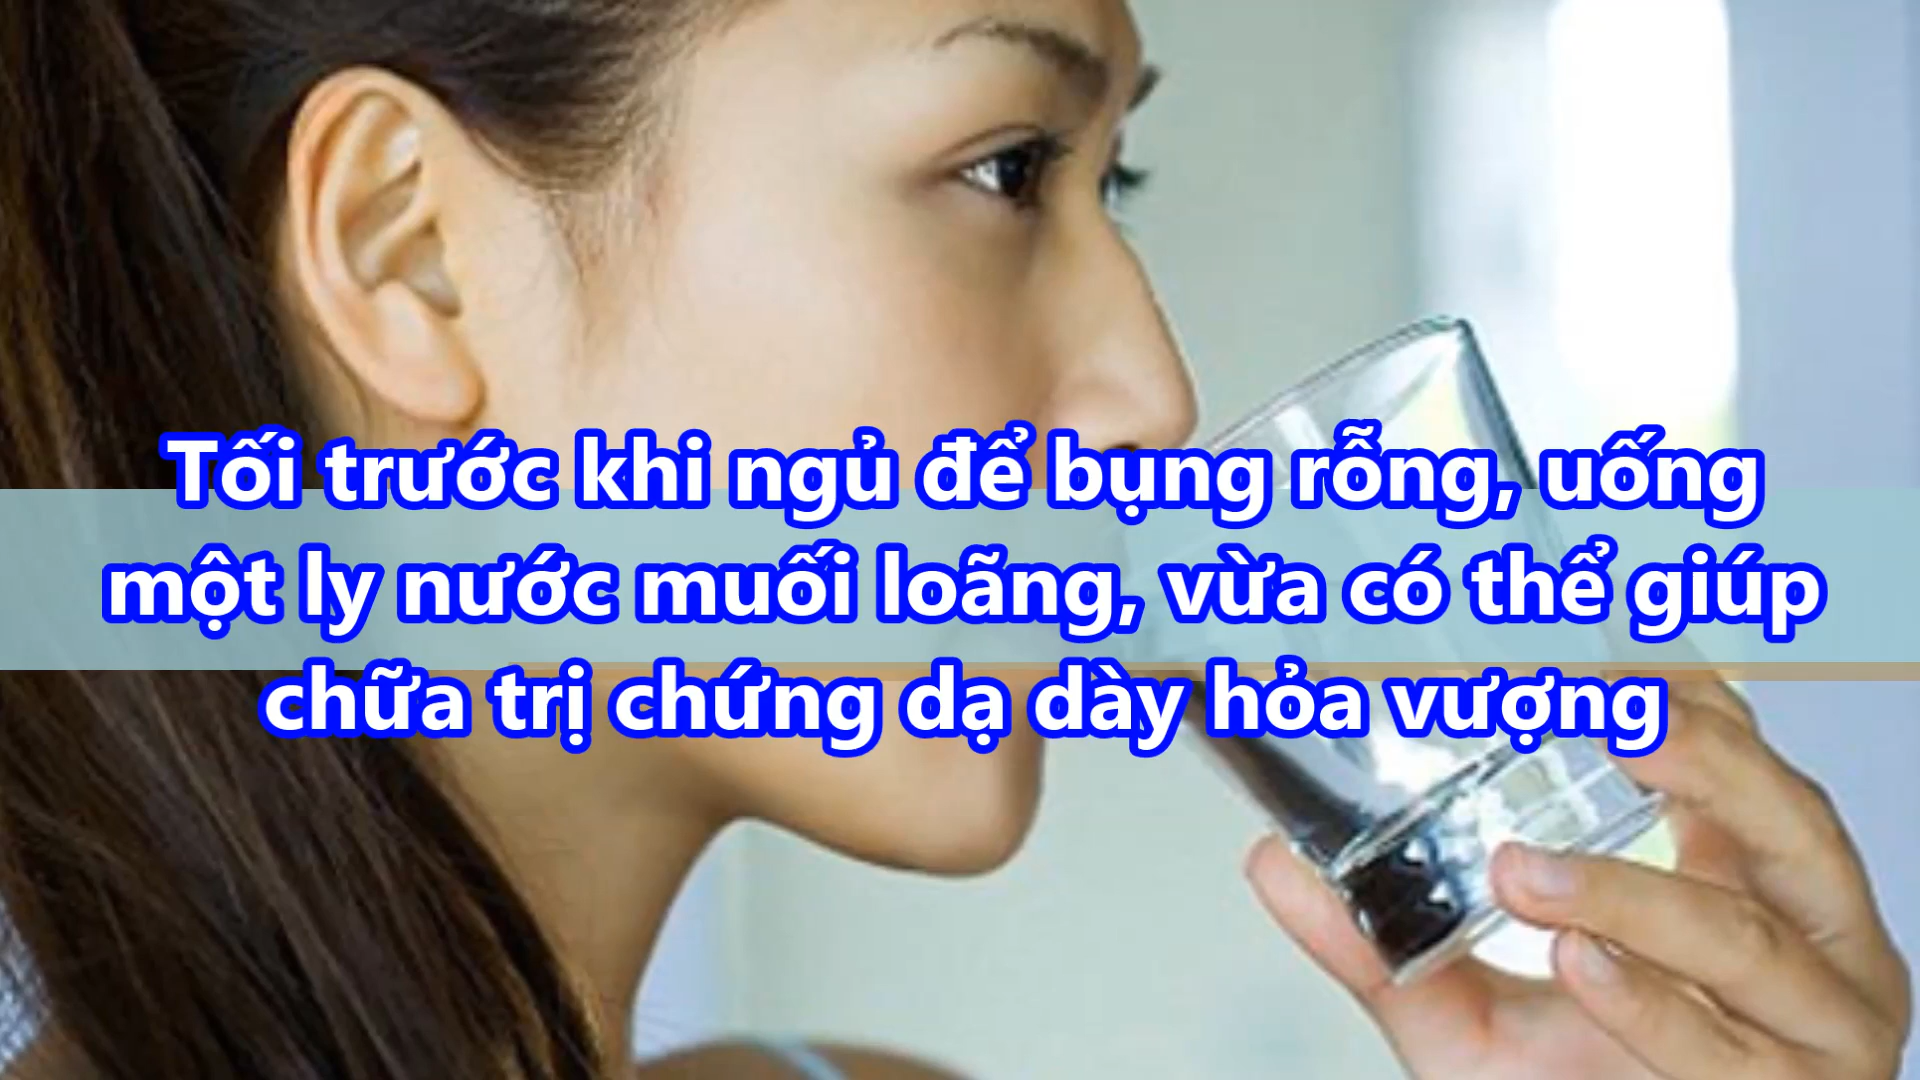 Tối trước khi ngủ để bụng rỗng, uống
một ly nước muối loãng, vừa có thể giúp
chữa trị chứng dạ dày hỏa vượng